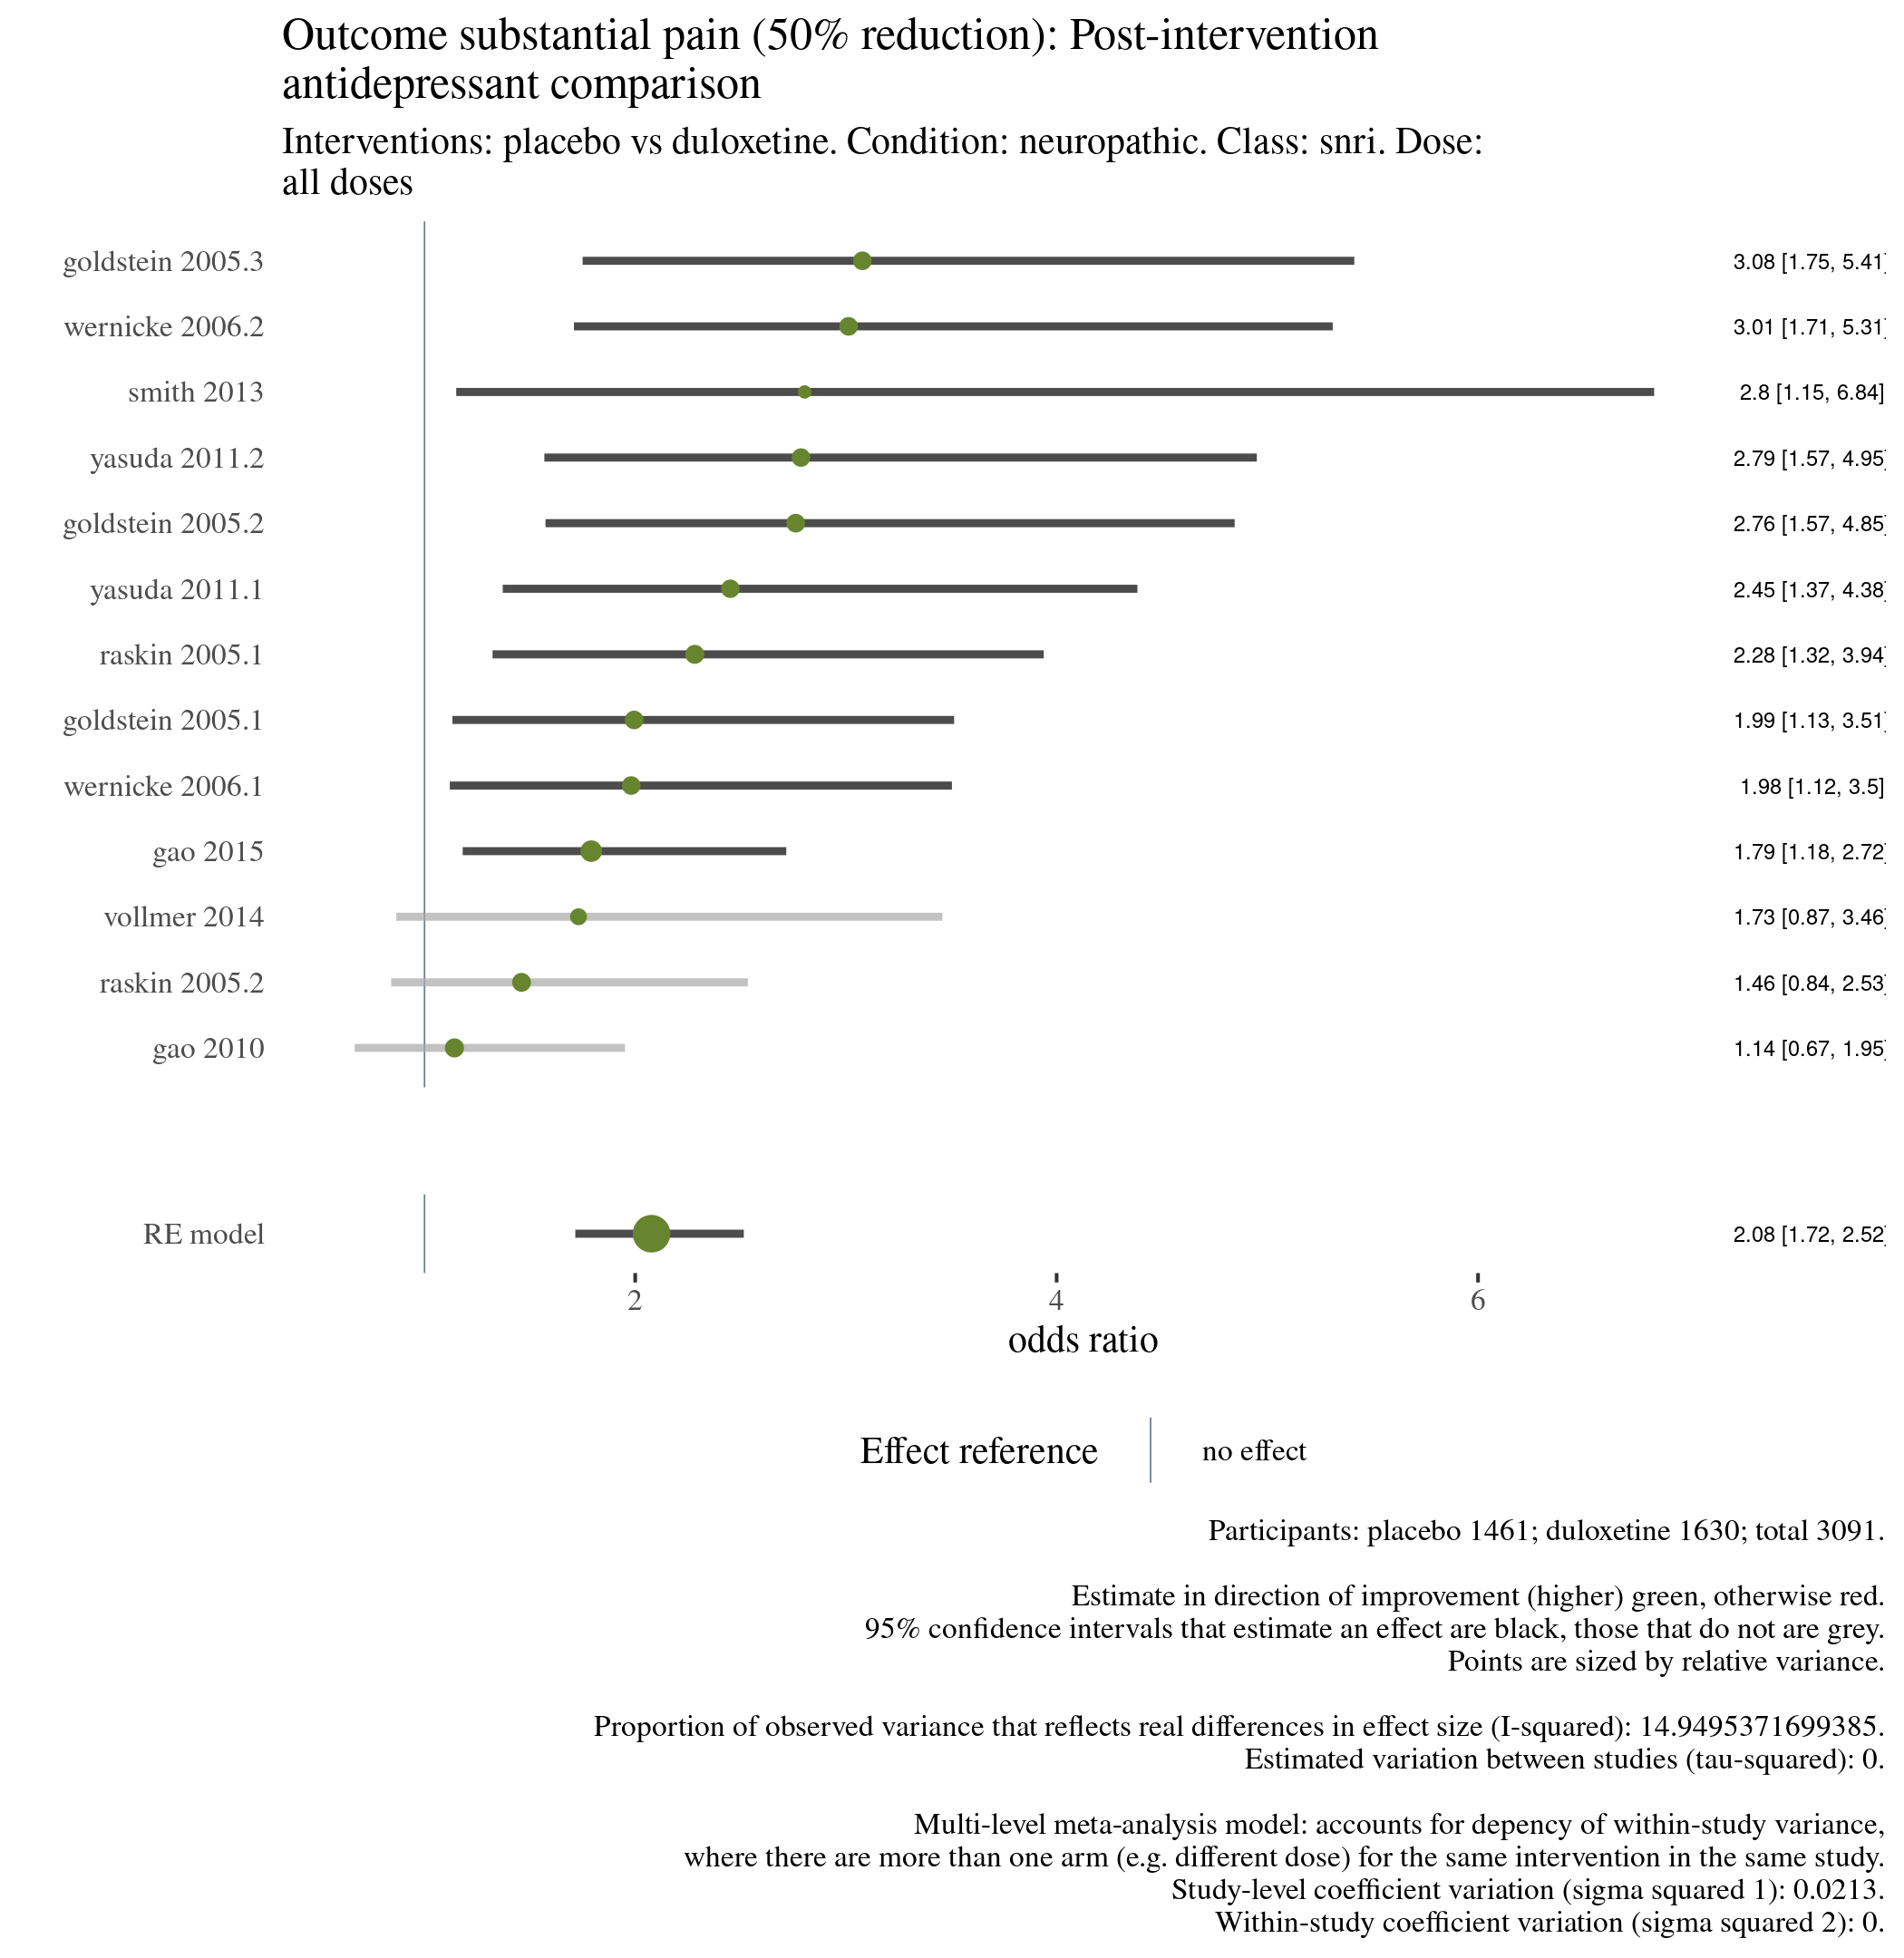 Outcome substantial pain (50% reduction): Post-intervention
antidepressant comparison
Interventions: placebo vs duloxetine. Condition: neuropathic. Class: snri. Dose:
all doses
goldstein 2005.3 3.08 [1.75, 5.41]
wernicke 2006.2 3.01 [1.71, 5.31]
smith 2013 2.8 [1.15, 6.84]
yasuda 2011.2 2.79 [1.57, 4.95]
goldstein 2005.2 2.76 [1.57, 4.85]
yasuda 2011.1 2.45 [1.37, 4.38]
raskin 2005.1 2.28 [1.32, 3.94]
goldstein 2005.1 1.99 [1.13, 3.51]
wernicke 2006.1 1.98 [1.12, 3.5]
gao 2015 1.79 [1.18, 2.72]
vollmer 2014 1.73 [0.87, 3.46]
raskin 2005.2 1.46 [0.84, 2.53]
gao 2010 1.14 [0.67, 1.95]
RE model 2.08 [1.72, 2.52]
2 4 6
odds ratio
Effect reference no effect
Participants: placebo 1461; duloxetine 1630; total 3091.
Estimate in direction of improvement (higher) green, otherwise red.
95% confidence intervals that estimate an effect are black, those that do not are grey.
Points are sized by relative variance.
Proportion of observed variance that reflects real differences in effect size (I-squared): 14.9495371699385.
Estimated variation between studies (tau-squared): 0.
Multi-level meta-analysis model: accounts for depency of within-study variance,
where there are more than one arm (e.g. different dose) for the same intervention in the same study.
Study-level coefficient variation (sigma squared 1): 0.0213.
Within-study coefficient variation (sigma squared 2): 0.